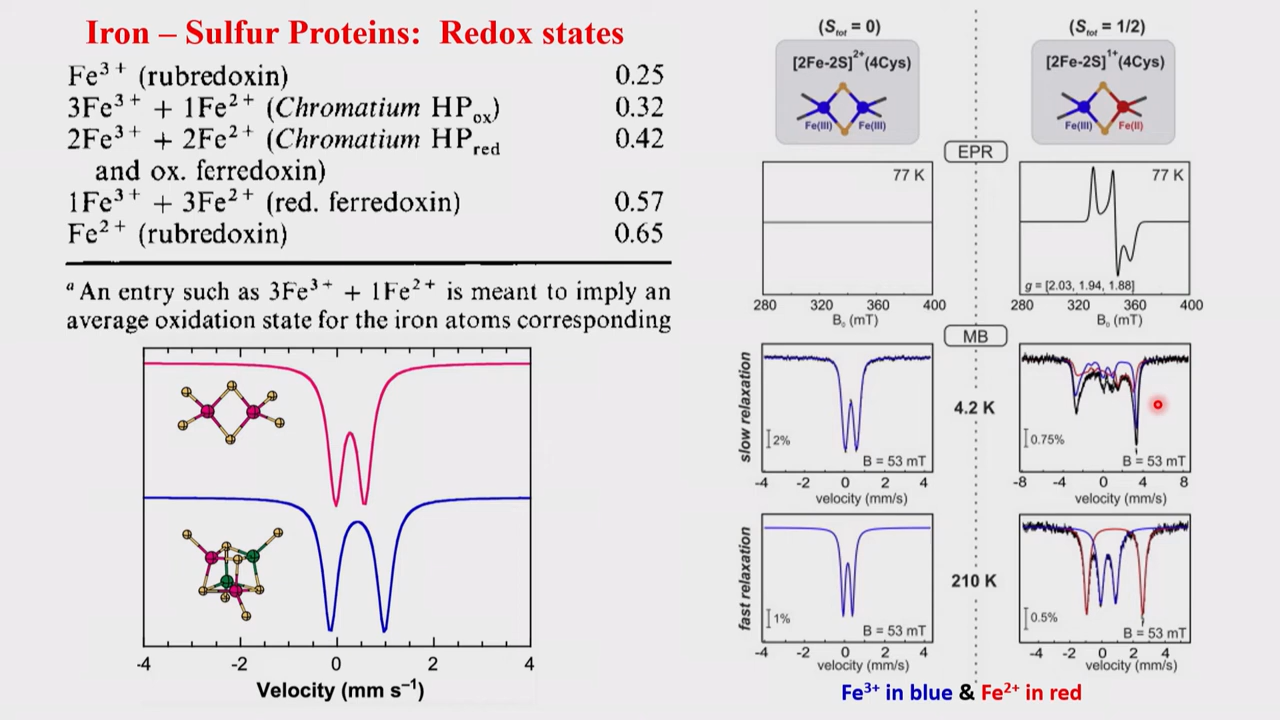 Iron – Sulfur Proteins: Redox states
Fe³⁺ (rubredoxin) 0.25
3Fe³⁺ + 1Fe²⁺ (Chromatium HPₒₓ) 0.32
2Fe³⁺ + 2Fe²⁺ (Chromatium HP_red 0.42
and ox. ferredoxin)
1Fe³⁺ + 3Fe²⁺ (red. ferredoxin) 0.57
Fe²⁺ (rubredoxin) 0.65
ᵃ An entry such as 3Fe³⁺ + 1Fe²⁺ is meant to imply an
average oxidation state for the iron atoms corresponding
-4 -2 0 2 4
Velocity (mm s⁻¹)
(S_tot = 0) (S_tot = 1/2)
[2Fe-2S]²⁺(4Cys) [2Fe-2S]¹⁺(4Cys)
Fe(III) Fe(III) Fe(III) Fe(II)
EPR
77 K 77 K
g = [2.03, 1.94, 1.88]
280 320 360 400 280 320 360 400
B₀ (mT) B₀ (mT)
MB
slow relaxation
4.2 K
2% B = 53 mT 0.75% B = 53 mT
-4 -2 0 2 4 -8 -4 0 4 8
velocity (mm/s) velocity (mm/s)
fast relaxation
210 K
1% B = 53 mT 0.5% B = 53 mT
-4 -2 0 2 4 -4 -2 0 2 4
velocity (mm/s) velocity (mm/s)
Fe³⁺ in blue & Fe²⁺ in red